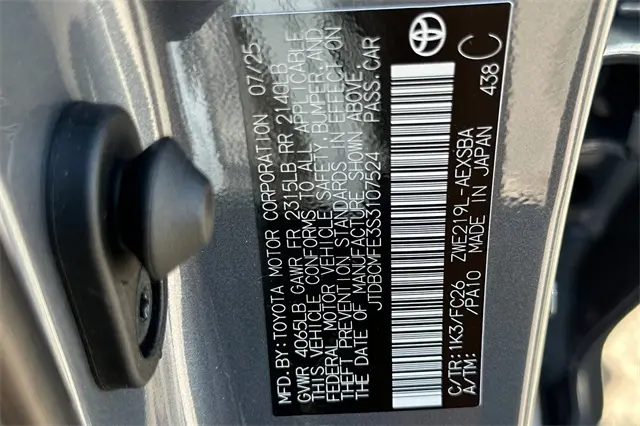 MFD. BY: TOYOTA MOTOR CORPORATION 07/25
GVWR 4065LB GAWR FR 2315LB RR 2140LB
THIS VEHICLE CONFORMS TO ALL APPLICABLE
FEDERAL MOTOR VEHICLE SAFETY, BUMPER, AND
THEFT PREVENTION STANDARDS IN EFFECT ON
THE DATE OF MANUFACTURE SHOWN ABOVE.
JTDBCMFE3S3107524 PASS. CAR
C/TR: 1K3/FC26 ZWE219L-AEXSBA
A/TM: /PA10 MADE IN JAPAN
438 C